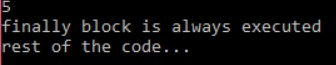 5
finally block is always executed
rest of the code...